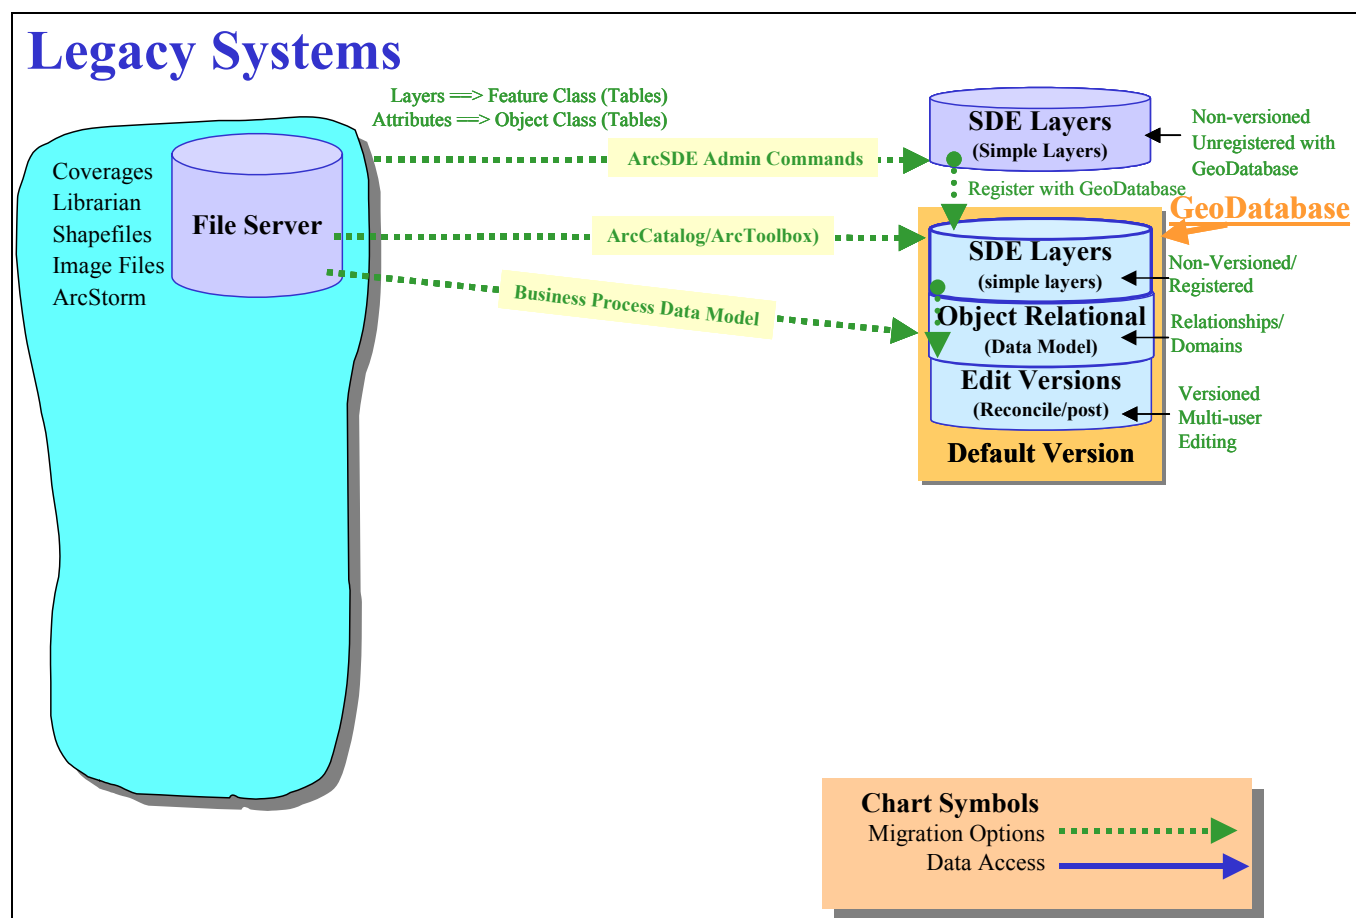 Legacy Systems
Layers ==> Feature Class (Tables)
Attributes ==> Object Class (Tables)
Coverages
Librarian
Shapefiles
Image Files
ArcStorm
File Server
ArcSDE Admin Commands
ArcCatalog/ArcToolbox)
Business Process Data Model
SDE Layers
(Simple Layers)
Non-versioned
Unregistered with
GeoDatabase
Register with GeoDatabase
GeoDatabase
SDE Layers
(simple layers)
Non-Versioned/
Registered
Object Relational
(Data Model)
Relationships/
Domains
Edit Versions
(Reconcile/post)
Versioned
Multi-user
Editing
Default Version
Chart Symbols
Migration Options
Data Access